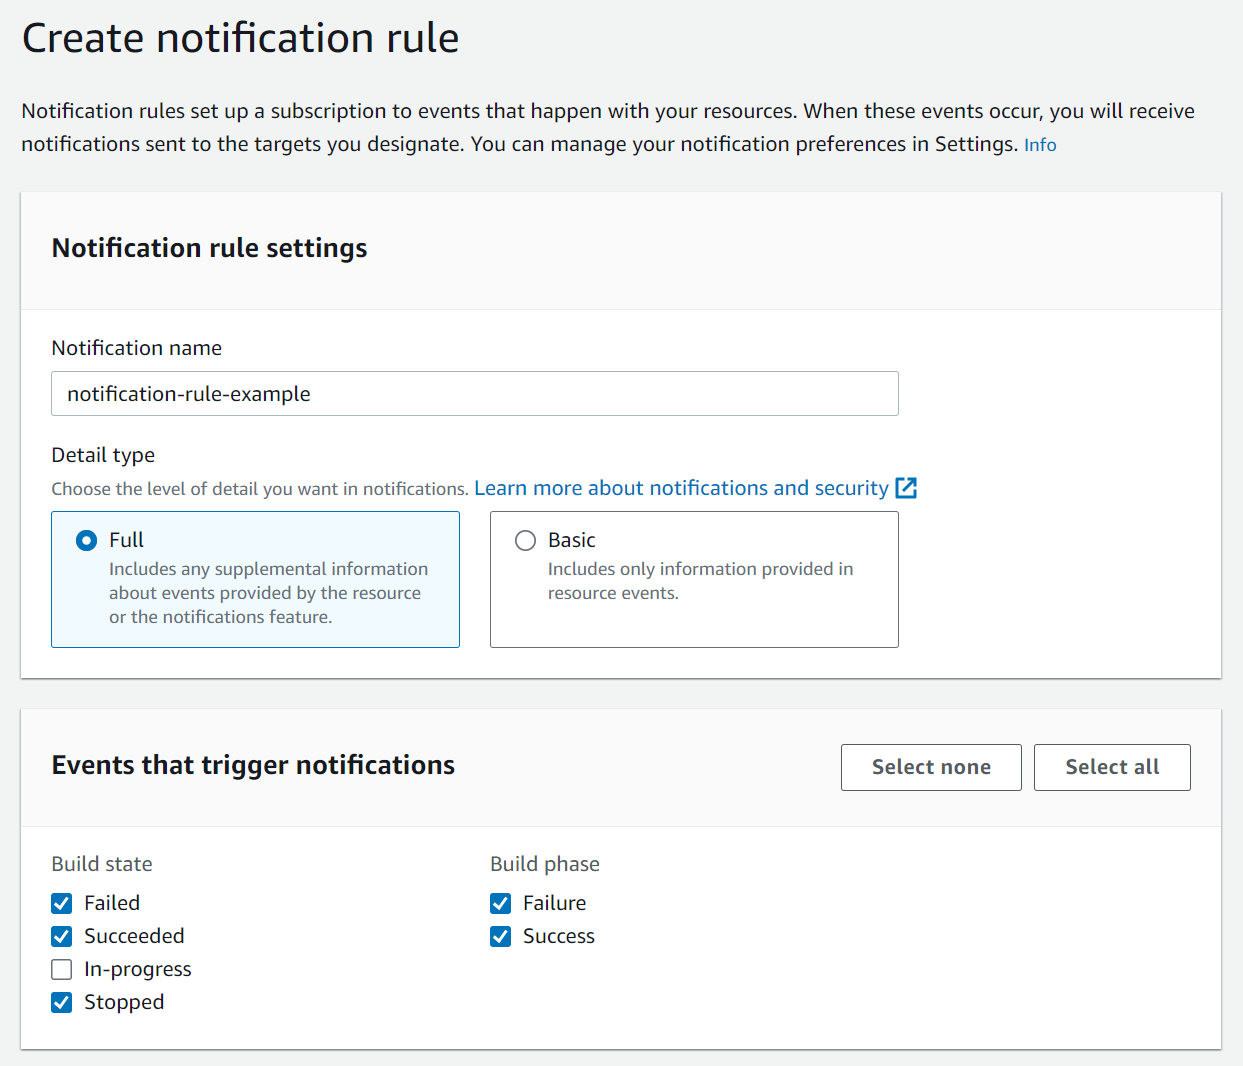 Create notification rule
Notification rules set up a subscription to events that happen with your resources. When these events occur, you will receive
notifications sent to the targets you designate. You can manage your notification preferences in Settings. Info
Notification rule settings
Notification name
notification-rule-example
Detail type
Choose the level of detail you want in notifications. Learn more about notifications and security
Full
Includes any supplemental information
about events provided by the resource
or the notifications feature.
Basic
Includes only information provided in
resource events.
Events that trigger notifications
Select none
Select all
Build state
Failed
Succeeded
In-progress
Stopped
Build phase
Failure
Success